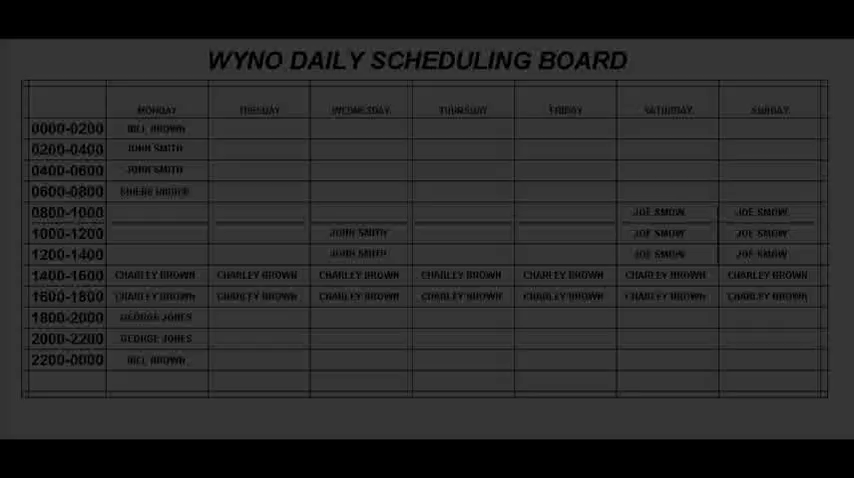 WYNO DAILY SCHEDULING BOARD
MONDAY TUESDAY WEDNESDAY THURSDAY FRIDAY SATURDAY SUNDAY
0000-0200 BILL BROWN
0200-0400 JOHN SMITH
0400-0600 JOHN SMITH
0600-0800
0800-1000 JOE SMOW JOE SMOW
1000-1200 JOHN SMITH JOE SMOW JOE SMOW
1200-1400 JOHN SMITH JOE SMOW JOE SMOW
1400-1600 CHARLEY BROWN CHARLEY BROWN CHARLEY BROWN CHARLEY BROWN CHARLEY BROWN CHARLEY BROWN CHARLEY BROWN
1600-1800 CHARLEY BROWN CHARLEY BROWN CHARLEY BROWN CHARLEY BROWN CHARLEY BROWN CHARLEY BROWN CHARLEY BROWN
1800-2000 GEORGE JONES
2000-2200 GEORGE JONES
2200-0000 BILL BROWN